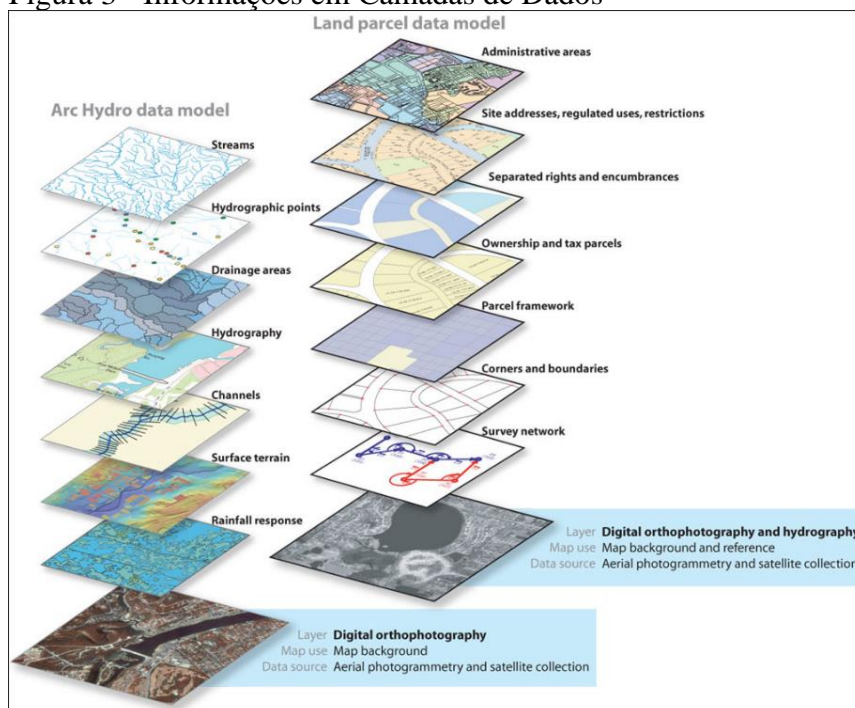 Figura 3 - Informações em Camadas de Dados
Land parcel data model
Administrative areas
Site addresses, regulated uses, restrictions
Separated rights and encumbrances
Ownership and tax parcels
Parcel framework
Corners and boundaries
Survey network
Layer Digital orthophotography and hydrography
Map use Map background and reference
Data source Aerial photogrammetry and satellite collection
Arc Hydro data model
Streams
Hydrographic points
Drainage areas
Hydrography
Channels
Surface terrain
Rainfall response
Layer Digital orthophotography
Map use Map background
Data source Aerial photogrammetry and satellite collection